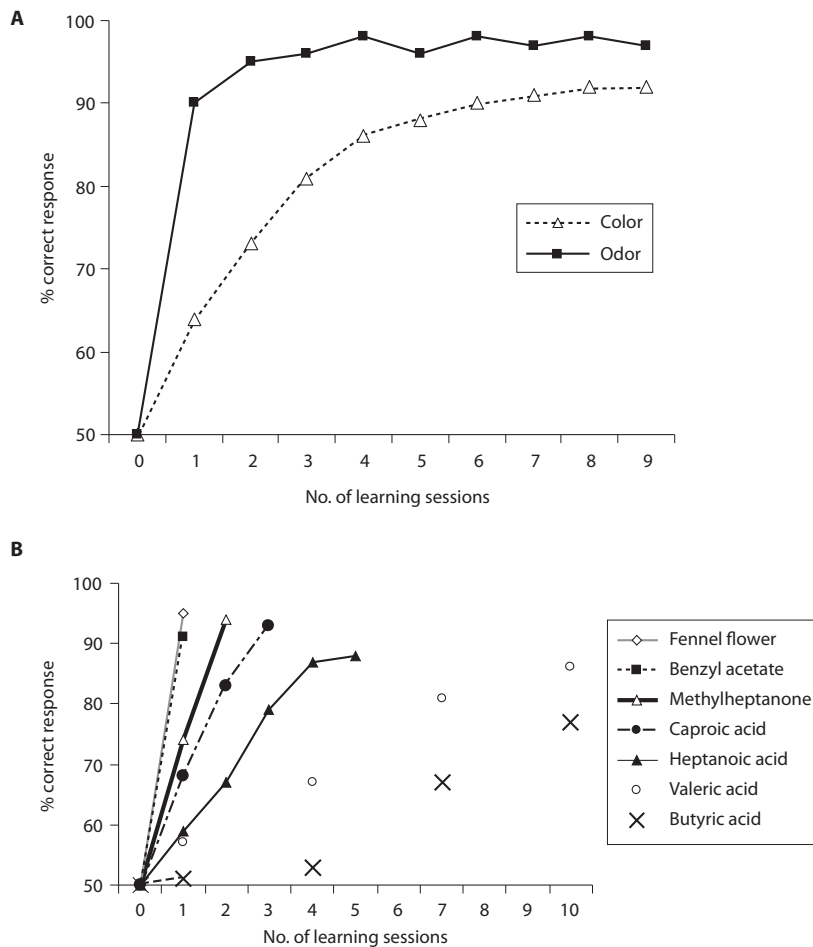 A
100
90
80
70
60
50
% correct response
Color
Odor
0 1 2 3 4 5 6 7 8 9
No. of learning sessions
B
100
90
80
70
60
50
% correct response
Fennel flower
Benzyl acetate
Methylheptanone
Caproic acid
Heptanoic acid
Valeric acid
Butyric acid
0 1 2 3 4 5 6 7 8 9 10
No. of learning sessions